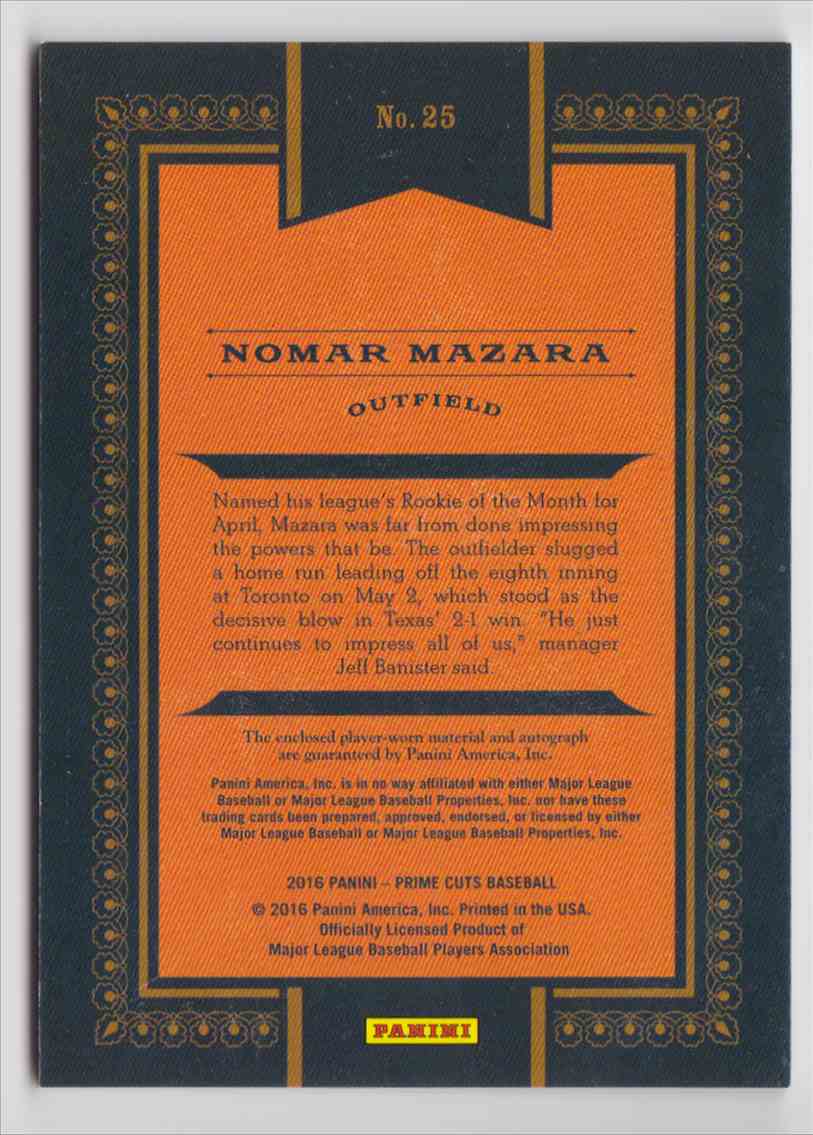 No. 25
NOMAR MAZARA
OUTFIELD
Named his league's Rookie of the Month for
April, Mazara was far from done impressing
the powers that be. The outfielder slugged
a home run leading off the eighth inning
at Toronto on May 2, which stood as the
decisive blow in Texas' 2-1 win. "He just
continues to impress all of us," manager
Jeff Banister said.
The enclosed player-worn material and autograph
are guaranteed by Panini America, Inc.
Panini America, Inc. is in no way affiliated with either Major League
Baseball or Major League Baseball Properties, Inc. nor have these
trading cards been prepared, approved, endorsed, or licensed by either
Major League Baseball or Major League Baseball Properties, Inc.
2016 PANINI – PRIME CUTS BASEBALL
© 2016 Panini America, Inc. Printed in the USA.
Officially Licensed Product of
Major League Baseball Players Association
PANINI